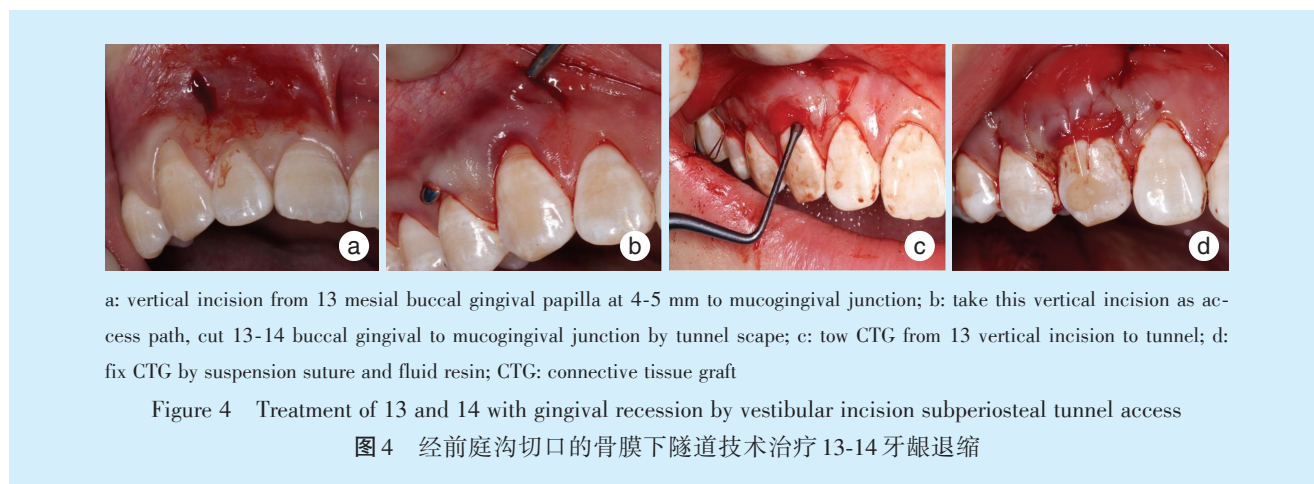 a
b
c
d
a: vertical incision from 13 mesial buccal gingival papilla at 4-5 mm to mucogingival junction; b: take this vertical incision as ac-
cess path, cut 13-14 buccal gingival to mucogingival junction by tunnel scape; c: tow CTG from 13 vertical incision to tunnel; d:
fix CTG by suspension suture and fluid resin; CTG: connective tissue graft
Figure 4 Treatment of 13 and 14 with gingival recession by vestibular incision subperiosteal tunnel access
图4 经前庭沟切口的骨膜下隧道技术治疗13-14牙龈退缩